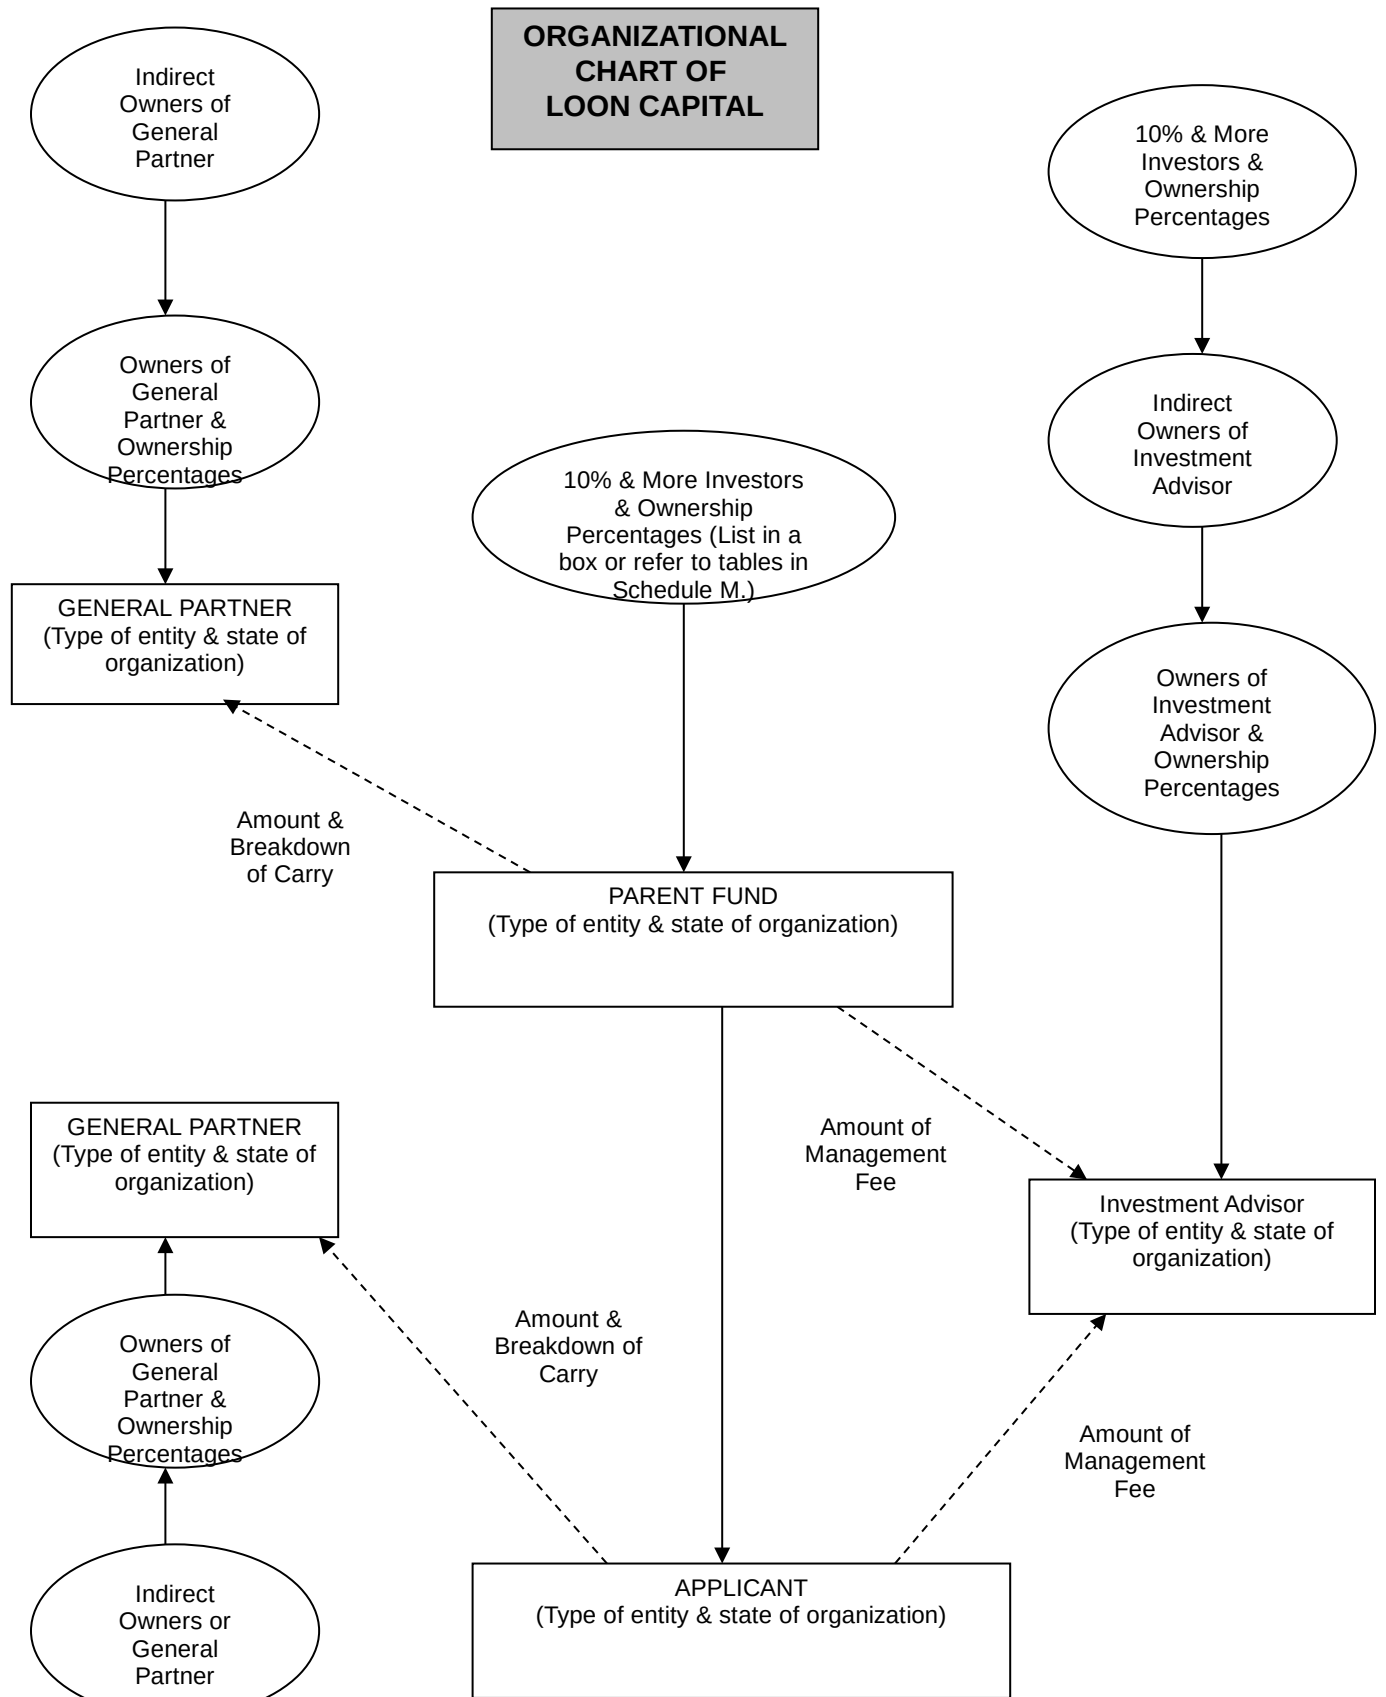 ORGANIZATIONAL
CHART OF
LOON CAPITAL
Indirect
Owners of
General
Partner
10% & More
Investors &
Ownership
Percentages
Owners of
General
Partner &
Ownership
Percentages
Indirect
Owners of
Investment
Advisor
10% & More Investors
& Ownership
Percentages (List in a
box or refer to tables in
Schedule M.)
GENERAL PARTNER
(Type of entity & state of
organization)
Owners of
Investment
Advisor &
Ownership
Percentages
Amount &
Breakdown
of Carry
PARENT FUND
(Type of entity & state of organization)
GENERAL PARTNER
(Type of entity & state of
organization)
Amount of
Management
Fee
Investment Advisor
(Type of entity & state of
organization)
Owners of
General
Partner &
Ownership
Percentages
Amount &
Breakdown of
Carry
Amount of
Management
Fee
Indirect
Owners or
General
Partner
APPLICANT
(Type of entity & state of organization)